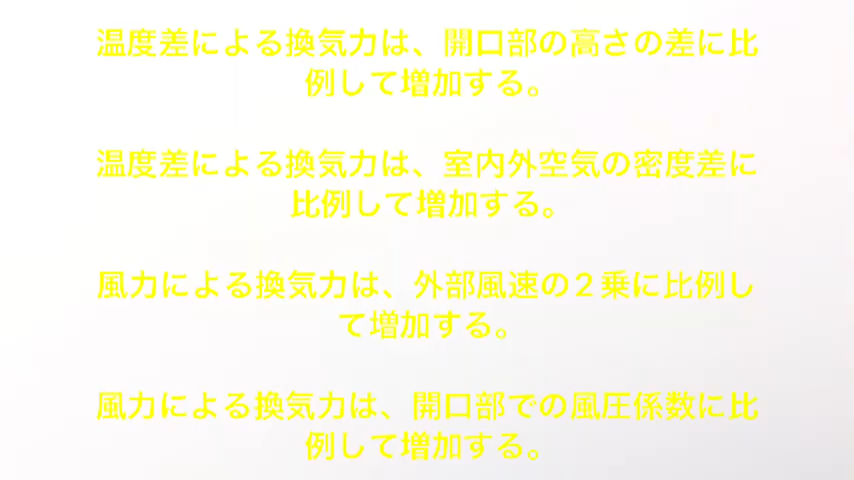 温度差による換気力は、開口部の高さの差に比
例して増加する。
温度差による換気力は、室内外空気の密度差に
比例して増加する。
風力による換気力は、外部風速の２乗に比例し
て増加する。
風力による換気力は、開口部での風圧係数に比
例して増加する。